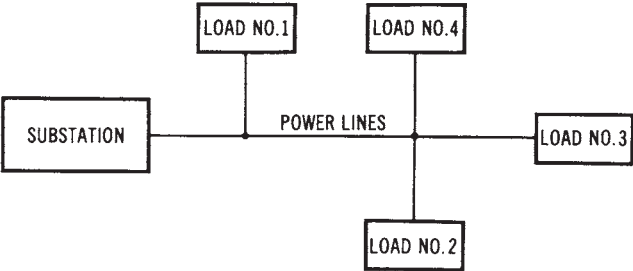 LOAD NO.1
LOAD NO.4
SUBSTATION
POWER LINES
LOAD NO.3
LOAD NO.2